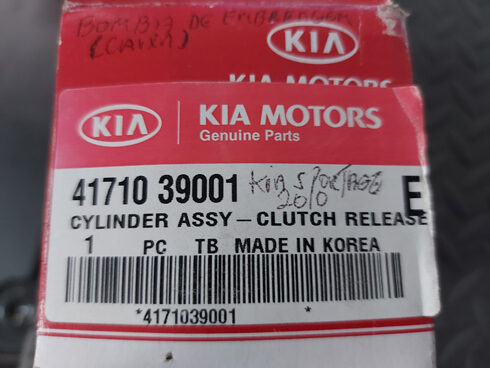 BOMBA DE EMBRAGEM
(CAIXA)
KIA
KIA MOTORS
KIA
KIA MOTORS
Genuine Parts
41710 39001 Kia SPORTAGE
2010 E
CYLINDER ASSY-CLUTCH RELEASE
1 PC TB MADE IN KOREA
*4171039001 *